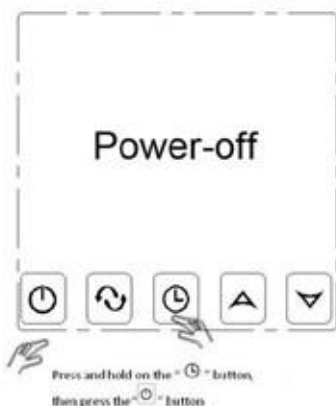 Power-off
Press and hold on the " " button,
then press the " " button